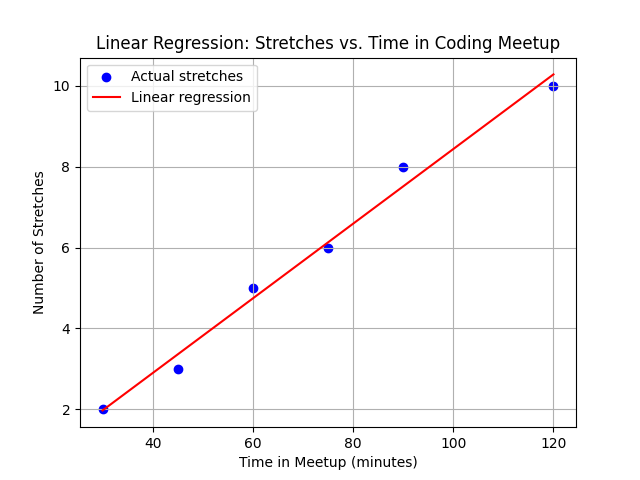 Linear Regression: Stretches vs. Time in Coding Meetup
Actual stretches
Linear regression
Number of Stretches
10
8
6
4
2
40
60
80
100
120
Time in Meetup (minutes)